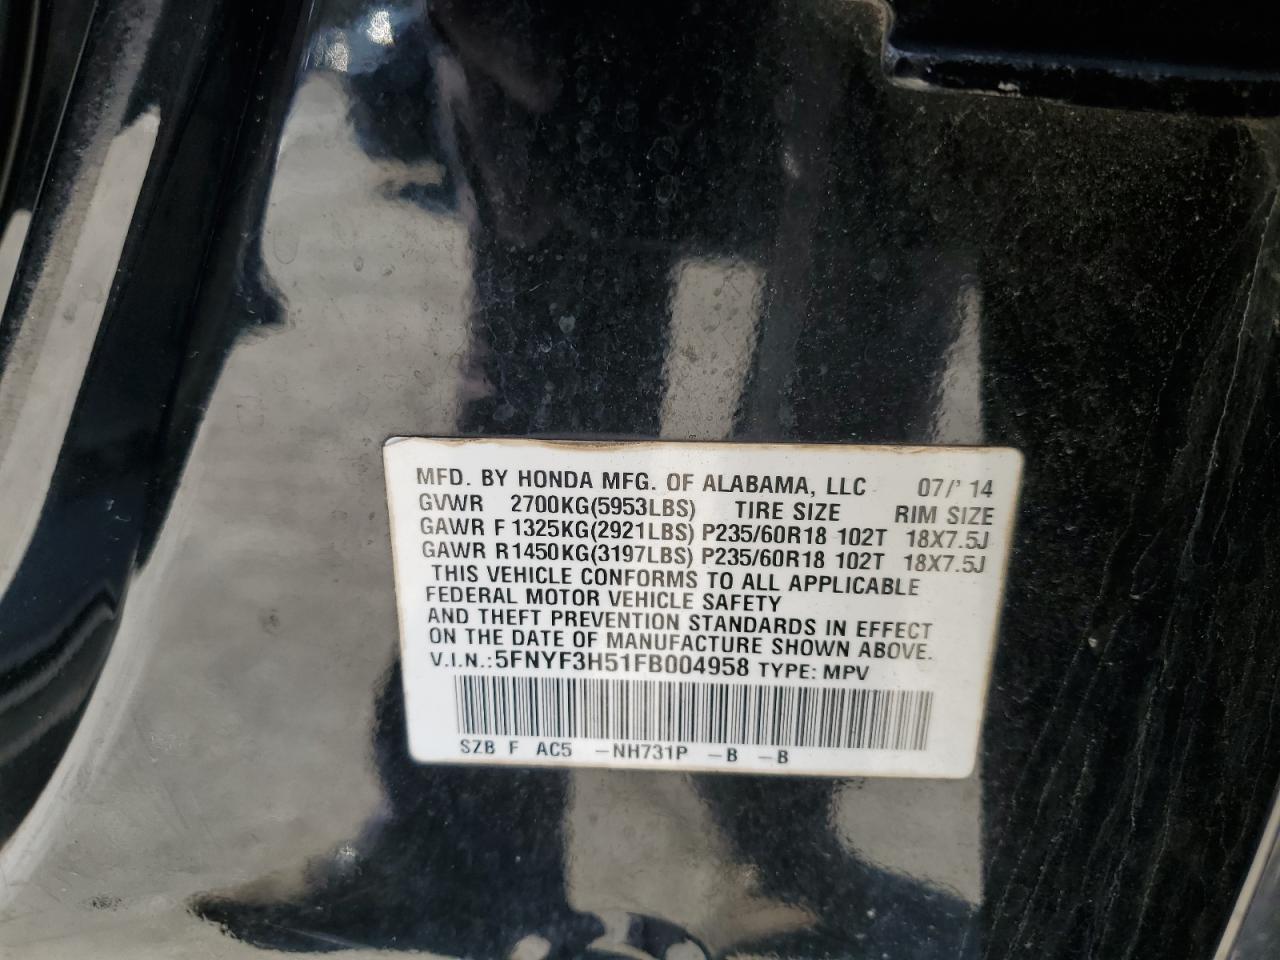 MFD. BY HONDA MFG. OF ALABAMA, LLC 07/'14
GVWR 2700KG(5953LBS) TIRE SIZE RIM SIZE
GAWR F 1325KG(2921LBS) P235/60R18 102T 18X7.5J
GAWR R1450KG(3197LBS) P235/60R18 102T 18X7.5J
THIS VEHICLE CONFORMS TO ALL APPLICABLE
FEDERAL MOTOR VEHICLE SAFETY
AND THEFT PREVENTION STANDARDS IN EFFECT
ON THE DATE OF MANUFACTURE SHOWN ABOVE.
V.I.N.:5FNYF3H51FB004958 TYPE: MPV
SZB F AC5 -NH731P -B -B